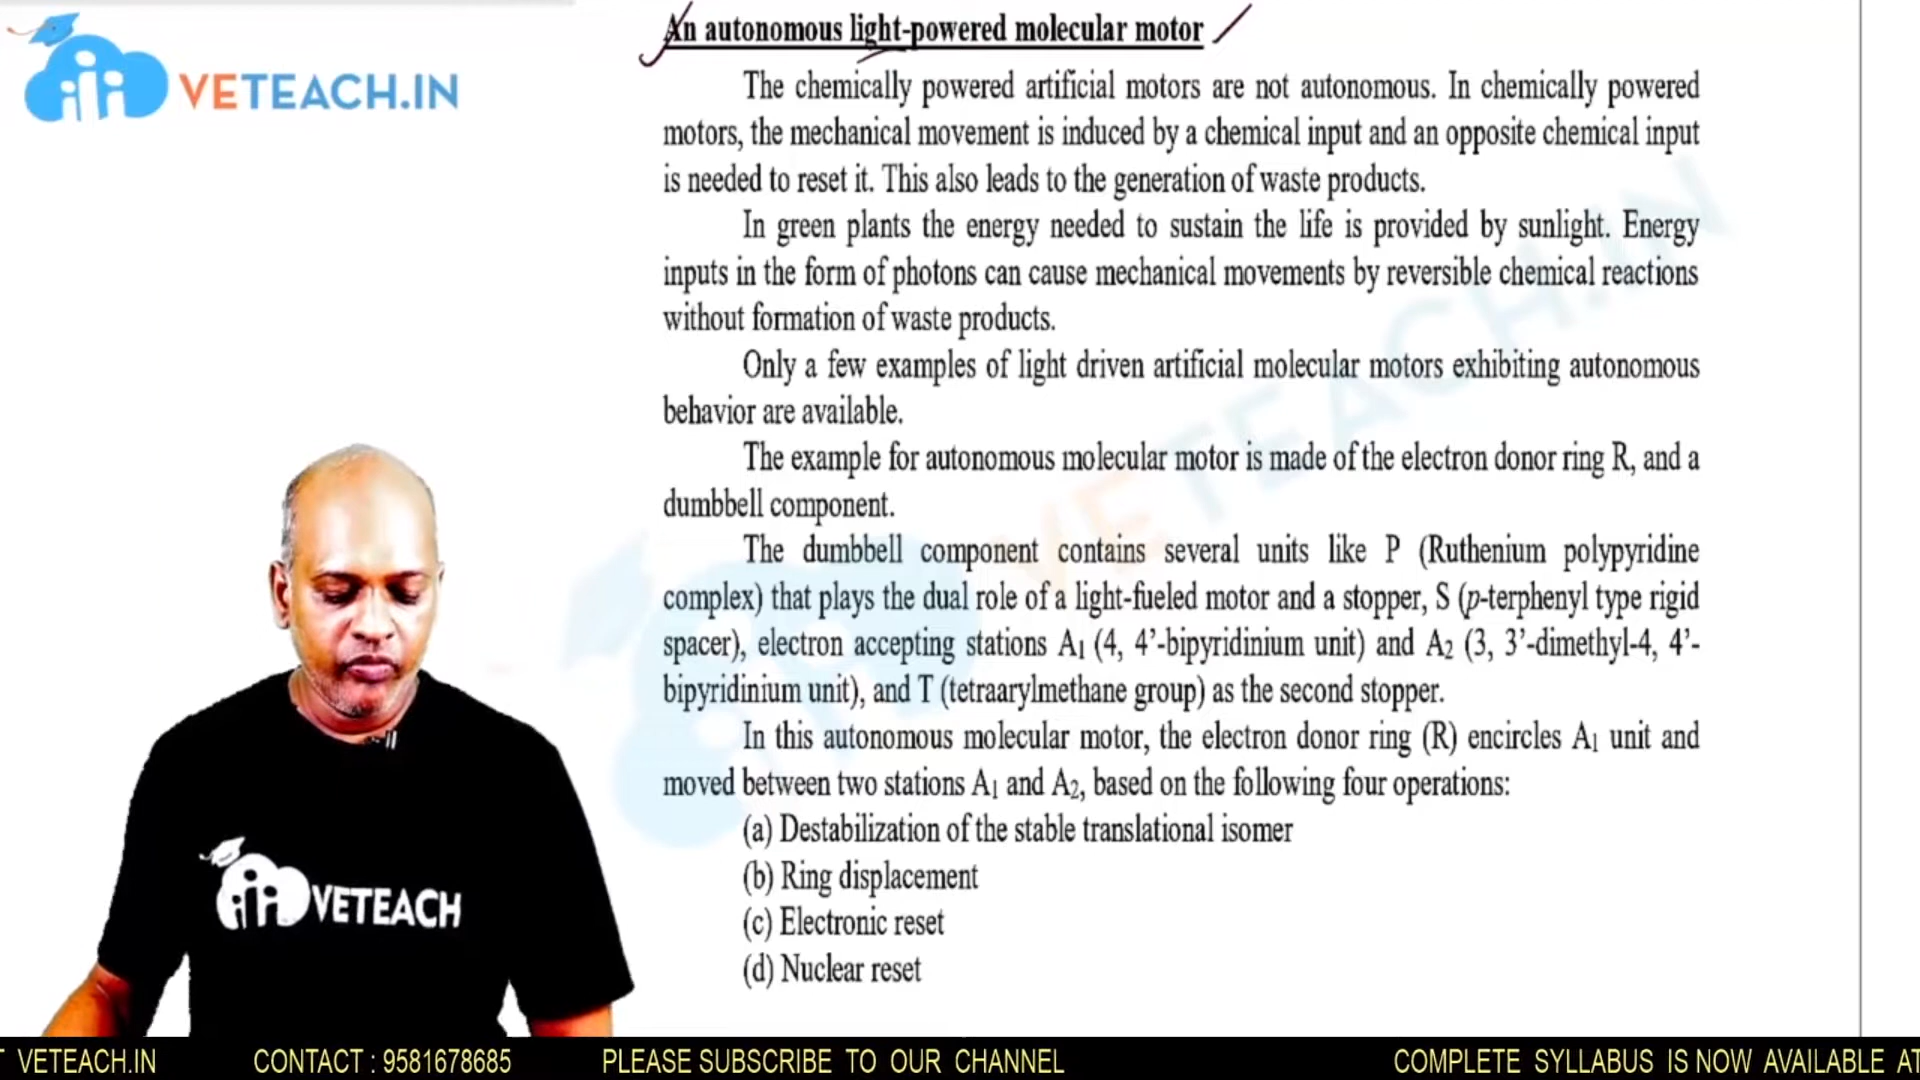 An autonomous light-powered molecular motor
VETEACH.IN
The chemically powered artificial motors are not autonomous. In chemically powered
motors, the mechanical movement is induced by a chemical input and an opposite chemical input
is needed to reset it. This also leads to the generation of waste products.
In green plants the energy needed to sustain the life is provided by sunlight. Energy
inputs in the form of photons can cause mechanical movements by reversible chemical reactions
without formation of waste products.
Only a few examples of light driven artificial molecular motors exhibiting autonomous
behavior are available.
The example for autonomous molecular motor is made of the electron donor ring R, and a
dumbbell component.
The dumbbell component contains several units like P (Ruthenium polypyridine
complex) that plays the dual role of a light-fueled motor and a stopper, S (p-terphenyl type rigid
spacer), electron accepting stations A₁ (4, 4’-bipyridinium unit) and A₂ (3, 3’-dimethyl-4, 4’-
bipyridinium unit), and T (tetraarylmethane group) as the second stopper.
In this autonomous molecular motor, the electron donor ring (R) encircles A₁ unit and
moved between two stations A₁ and A₂, based on the following four operations:
(a) Destabilization of the stable translational isomer
(b) Ring displacement
(c) Electronic reset
(d) Nuclear reset
VETEACH.IN
VETEACH
T VETEACH.IN CONTACT : 9581678685 PLEASE SUBSCRIBE TO OUR CHANNEL COMPLETE SYLLABUS IS NOW AVAILABLE AT